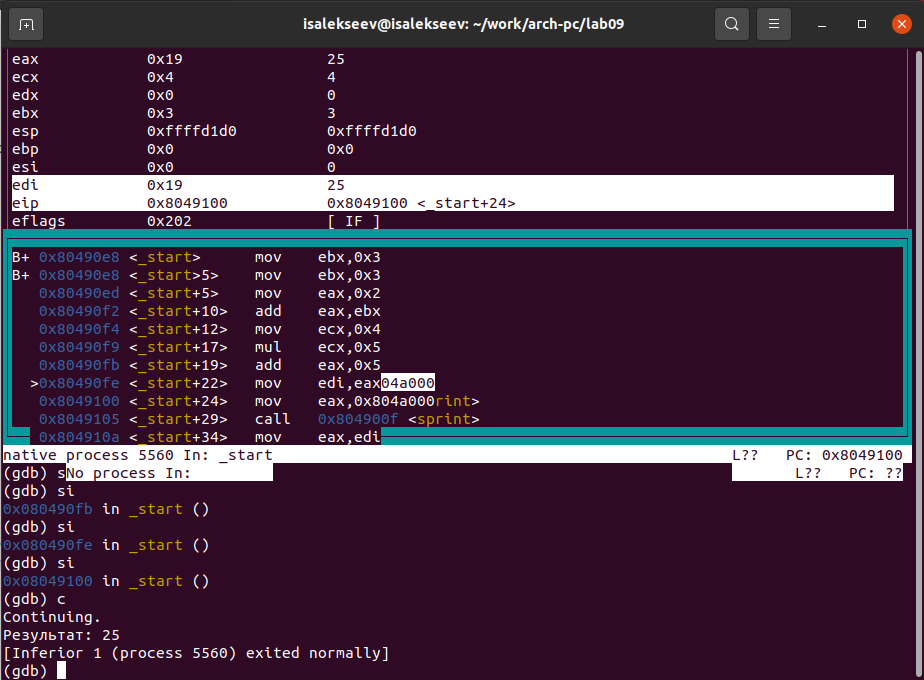 isalekseev@isalekseev: ~/work/arch-pc/lab09
eax 0x19 25
ecx 0x4 4
edx 0x0 0
ebx 0x3 3
esp 0xffffd1d0 0xffffd1d0
ebp 0x0 0x0
esi 0x0 0
edi 0x19 25
eip 0x8049100 0x8049100 <_start+24>
eflags 0x202 [ IF ]
B+ 0x80490e8 <_start> mov ebx,0x3
B+ 0x80490e8 <_start>5> mov ebx,0x3
0x80490ed <_start+5> mov eax,0x2
0x80490f2 <_start+10> add eax,ebx
0x80490f4 <_start+12> mov ecx,0x4
0x80490f9 <_start+17> mul ecx,0x5
0x80490fb <_start+19> add eax,0x5
>0x80490fe <_start+22> mov edi,eax04a000
0x8049100 <_start+24> mov eax,0x804a000rint>
0x8049105 <_start+29> call 0x804900f <sprint>
0x804910a <_start+34> mov eax,edi
native process 5560 In: _start L?? PC: 0x8049100
(gdb) sNo process In: L?? PC: ??
(gdb) si
0x080490fb in _start ()
(gdb) si
0x080490fe in _start ()
(gdb) si
0x08049100 in _start ()
(gdb) c
Continuing.
Результат: 25
[Inferior 1 (process 5560) exited normally]
(gdb)